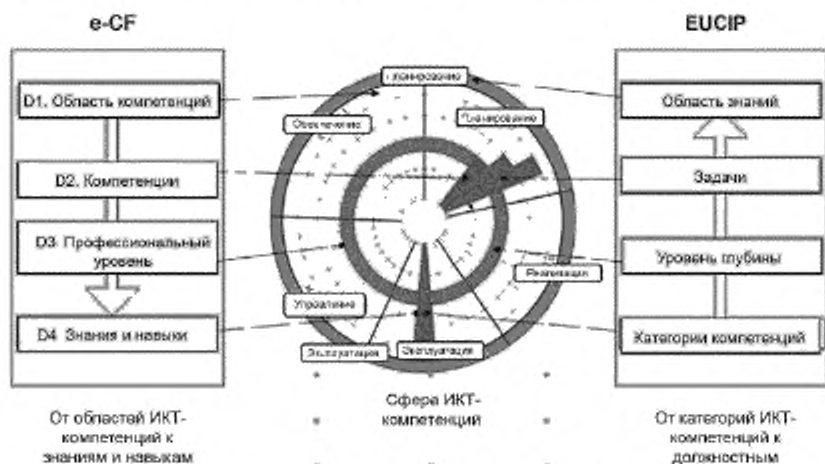 e-CF
EUCIP
D1. Область компетенций
D2. Компетенции
D3 Профессиональный
уровень
D4 Знания и навыки
От областей ИКТ-
компетенций к
знаниям и навыкам
Планирование
Обеспечение
Планирование
Реализация
Управление
Эксплуатация
Эксплуатация
Сфера ИКТ-
компетенций
Область знаний
Задачи
Уровень глубины
Категории компетенций
От категорий ИКТ-
компетенций к
должностным